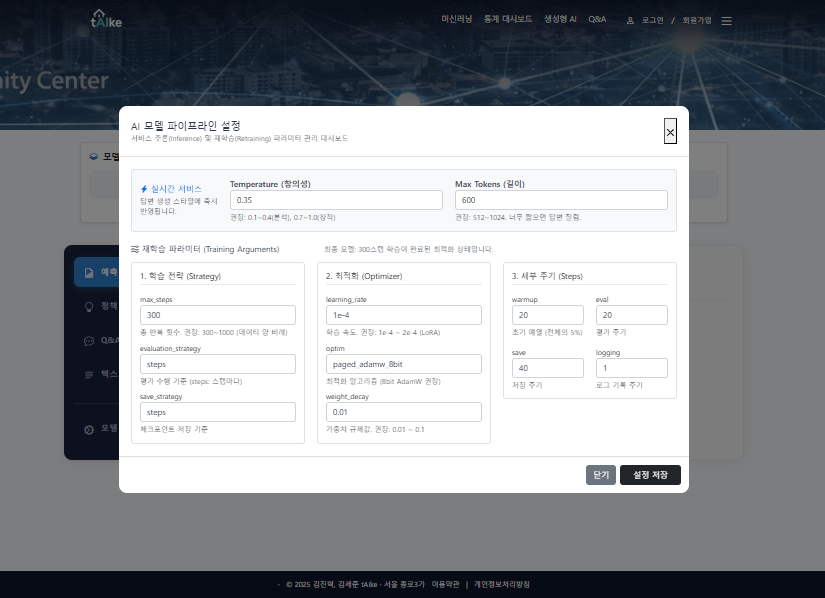 tAIke
머신러닝 통계 대시보드 생성형 AI Q&A 로그인 / 회원가입
ity Center
AI 모델 파이프라인 설정
서비스 추론(Inference) 및 재학습(Retraining) 파라미터 관리 대시보드
모델
실시간 서비스
답변 생성 스타일에 즉시 반영됩니다.
Temperature (창의성)
0.35
권장: 0.1~0.4(분석), 0.7~1.0(창작)
Max Tokens (길이)
600
권장: 512~1024. 너무 짧으면 답변 잘림.
재학습 파라미터 (Training Arguments)
최종 모델: 300스텝 학습이 완료된 최적화 상태입니다.
예측
정책
Q&A
텍스
모델
1. 학습 전략 (Strategy)
max_steps
300
총 반복 횟수. 권장: 300~1000 (데이터 양 비례)
evaluation_strategy
steps
평가 수행 기준 (steps: 스텝마다)
save_strategy
steps
체크포인트 저장 기준
2. 최적화 (Optimizer)
learning_rate
1e-4
학습 속도. 권장: 1e-4 ~ 2e-4 (LoRA)
optim
paged_adamw_8bit
최적화 알고리즘 (8bit AdamW 권장)
weight_decay
0.01
가중치 규제값. 권장: 0.01 ~ 0.1
3. 세부 주기 (Steps)
warmup
20
초기 예열 (전체의 5%)
eval
20
평가 주기
save
40
저장 주기
logging
1
로그 기록 주기
닫기 설정 저장
· © 2025 김진혁, 김세준 tAIke · 서울 종로3가 이용약관 | 개인정보처리방침